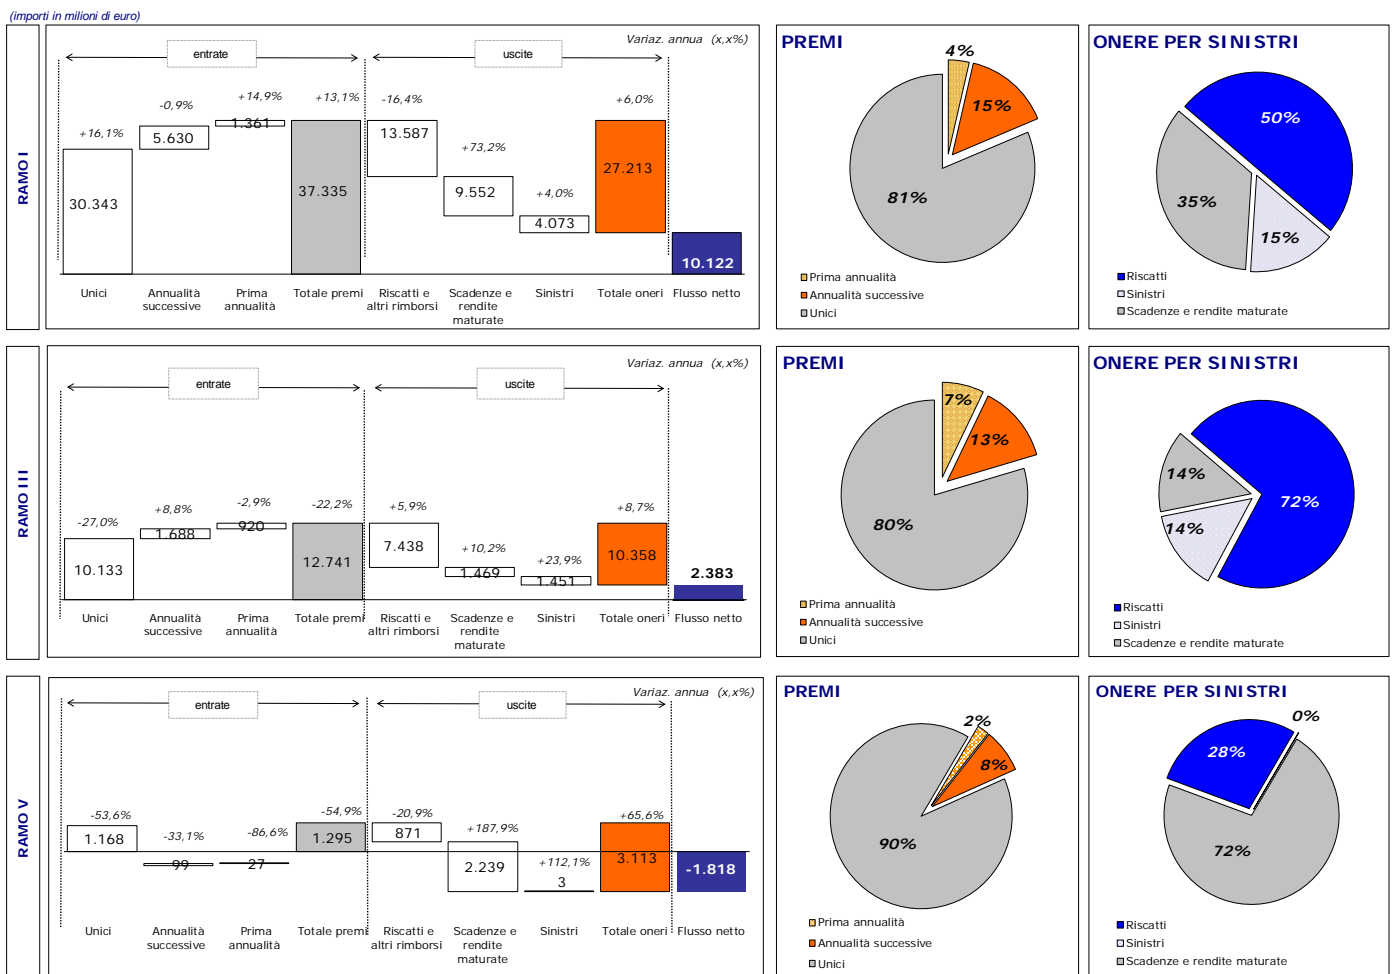 (importi in milioni di euro)
RAMO I
Variaz. annua (x,x%)
entrate
uscite
+16,1%
-0,9%
+14,9%
+13,1%
-16,4%
+73,2%
+4,0%
+6,0%
30.343
5.630
1.361
37.335
13.587
9.552
4.073
27.213
10.122
Unici
Annualità
successive
Prima
annualità
Totale premi
Riscatti e
altri rimborsi
Scadenze e
rendite
maturate
Sinistri
Totale oneri
Flusso netto
PREMI
4%
15%
81%
Prima annualità
Annualità successive
Unici
ONERE PER SINISTRI
50%
35%
15%
Riscatti
Sinistri
Scadenze e rendite maturate
RAMO III
Variaz. annua (x,x%)
entrate
uscite
-27,0%
+8,8%
-2,9%
-22,2%
+5,9%
+10,2%
+23,9%
+8,7%
10.133
1.688
920
12.741
7.438
1.469
1.451
10.358
2.383
Unici
Annualità
successive
Prima
annualità
Totale premi
Riscatti e
altri rimborsi
Scadenze e
rendite
maturate
Sinistri
Totale oneri
Flusso netto
PREMI
7%
13%
80%
Prima annualità
Annualità successive
Unici
ONERE PER SINISTRI
14%
72%
14%
Riscatti
Sinistri
Scadenze e rendite maturate
RAMO V
Variaz. annua (x,x%)
entrate
uscite
-53,6%
-33,1%
-86,6%
-54,9%
-20,9%
+187,9%
+112,1%
+65,6%
1.168
99
27
1.295
871
2.239
3
3.113
-1.818
Unici
Annualità
successive
Prima
annualità
Totale premi
Riscatti e
altri rimborsi
Scadenze e
rendite
maturate
Sinistri
Totale oneri
Flusso netto
PREMI
2%
8%
90%
Prima annualità
Annualità successive
Unici
ONERE PER SINISTRI
0%
28%
72%
Riscatti
Sinistri
Scadenze e rendite maturate